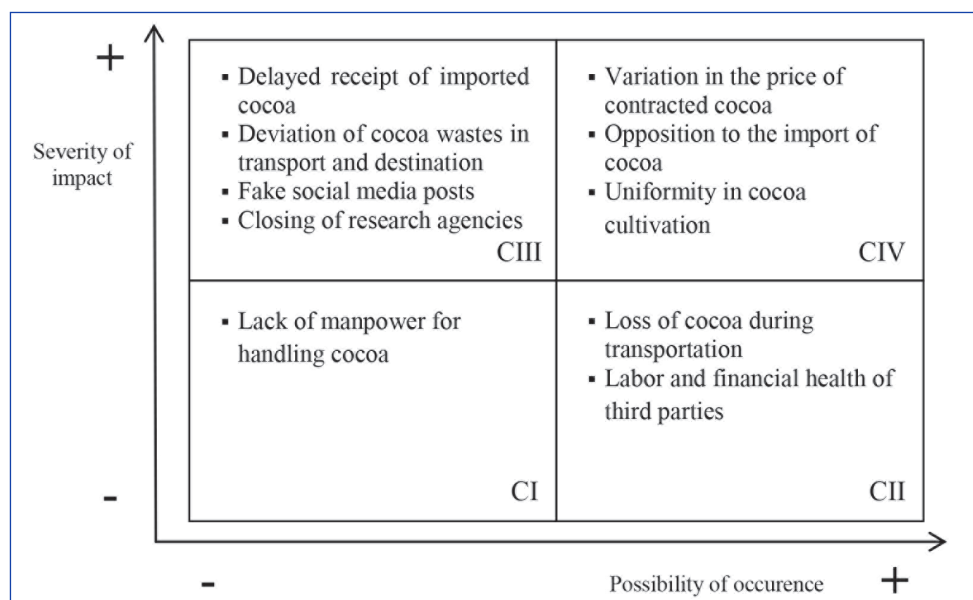 +
Severity of
impact
-
▪ Delayed receipt of imported
cocoa
▪ Deviation of cocoa wastes in
transport and destination
▪ Fake social media posts
▪ Closing of research agencies
CIII
▪ Variation in the price of
contracted cocoa
▪ Opposition to the import of
cocoa
▪ Uniformity in cocoa
cultivation
CIV
▪ Lack of manpower for
handling cocoa
CI
▪ Loss of cocoa during
transportation
▪ Labor and financial health of
third parties
CII
-
Possibility of occurence
+